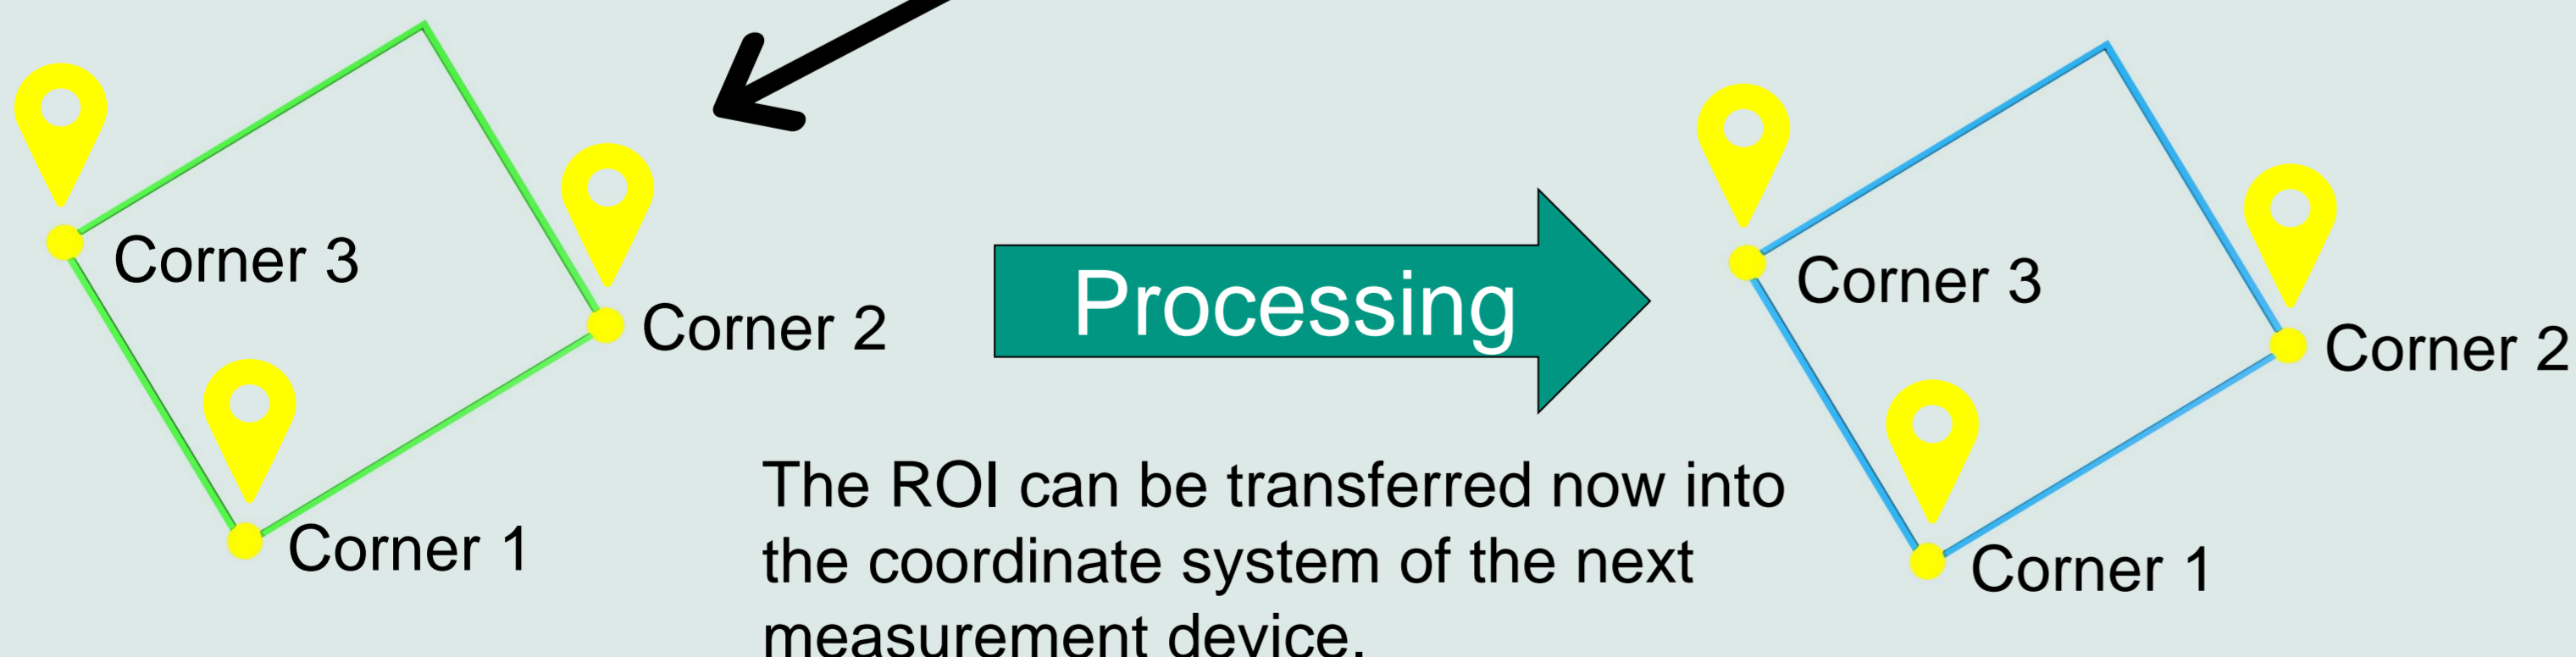 Corner 3
Corner 2
Corner 1
Processing
The ROI can be transferred now into
the coordinate system of the next
measurement device.
Corner 3
Corner 2
Corner 1